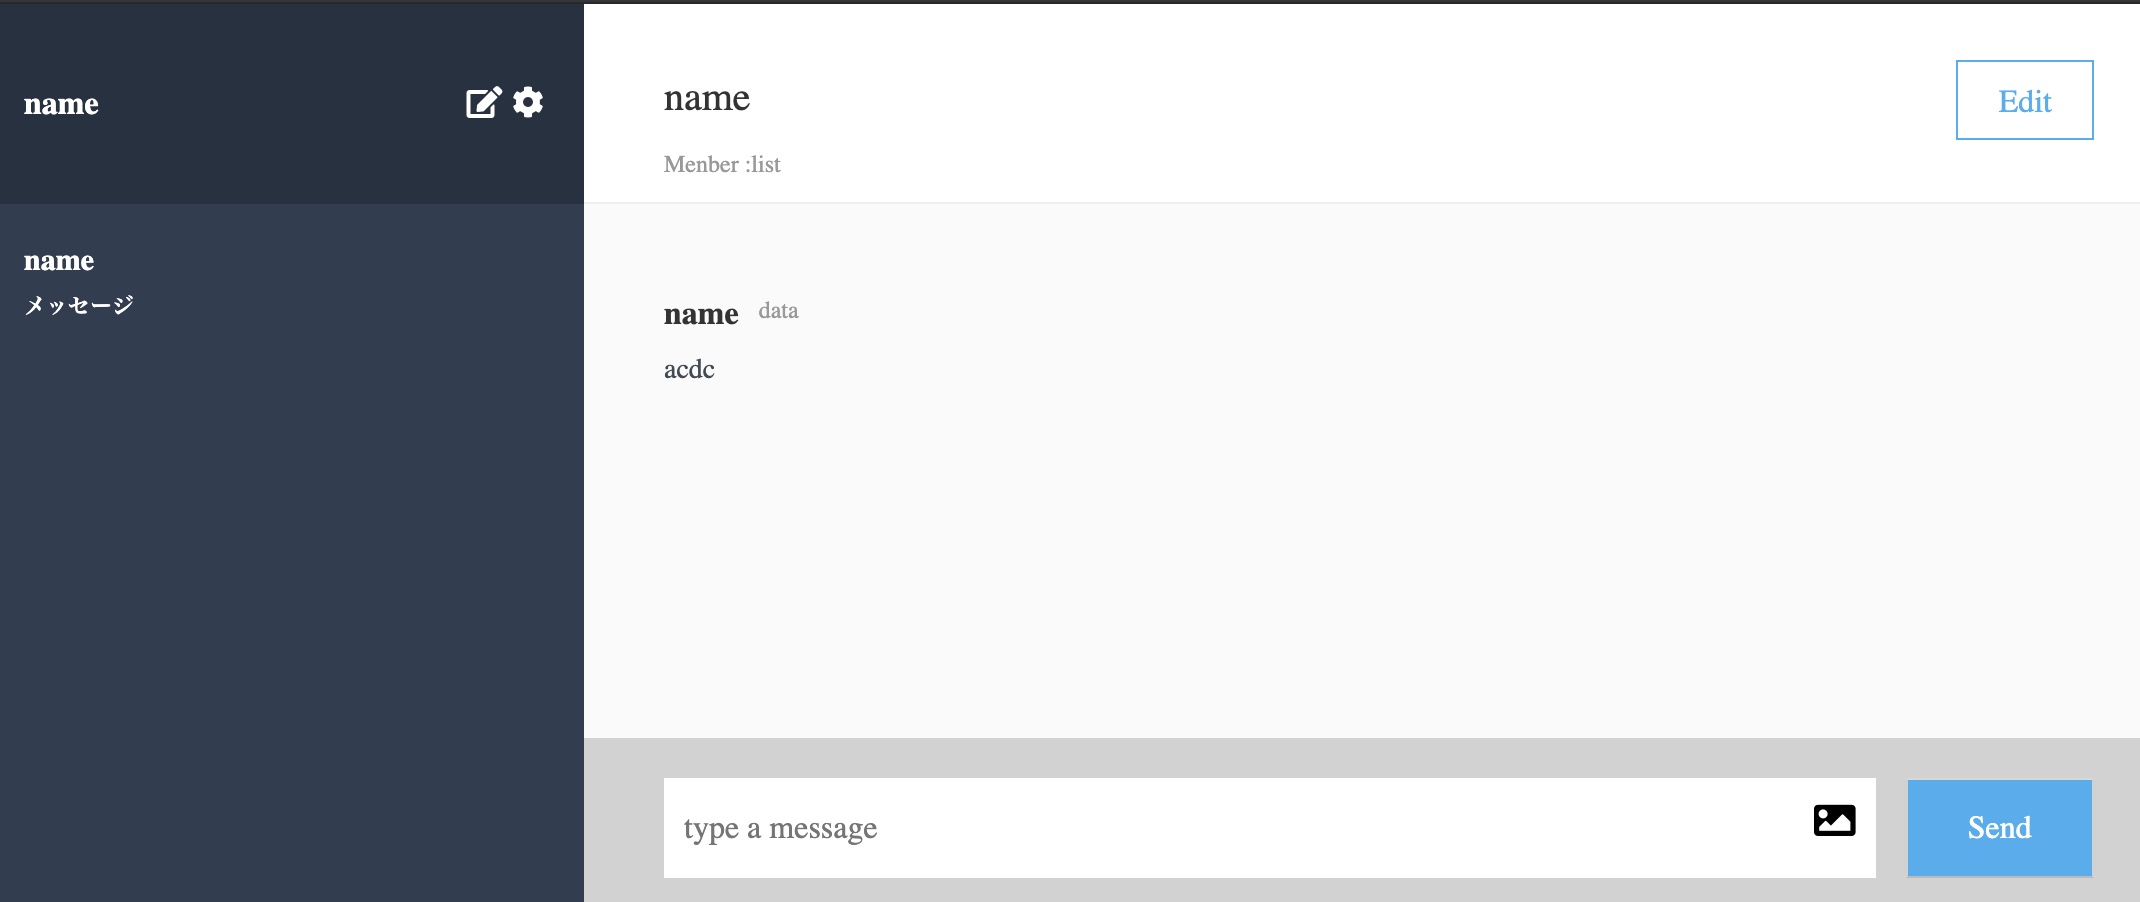 name
name
メッセージ
name
Menber :list
Edit
name data
acdc
type a message
Send